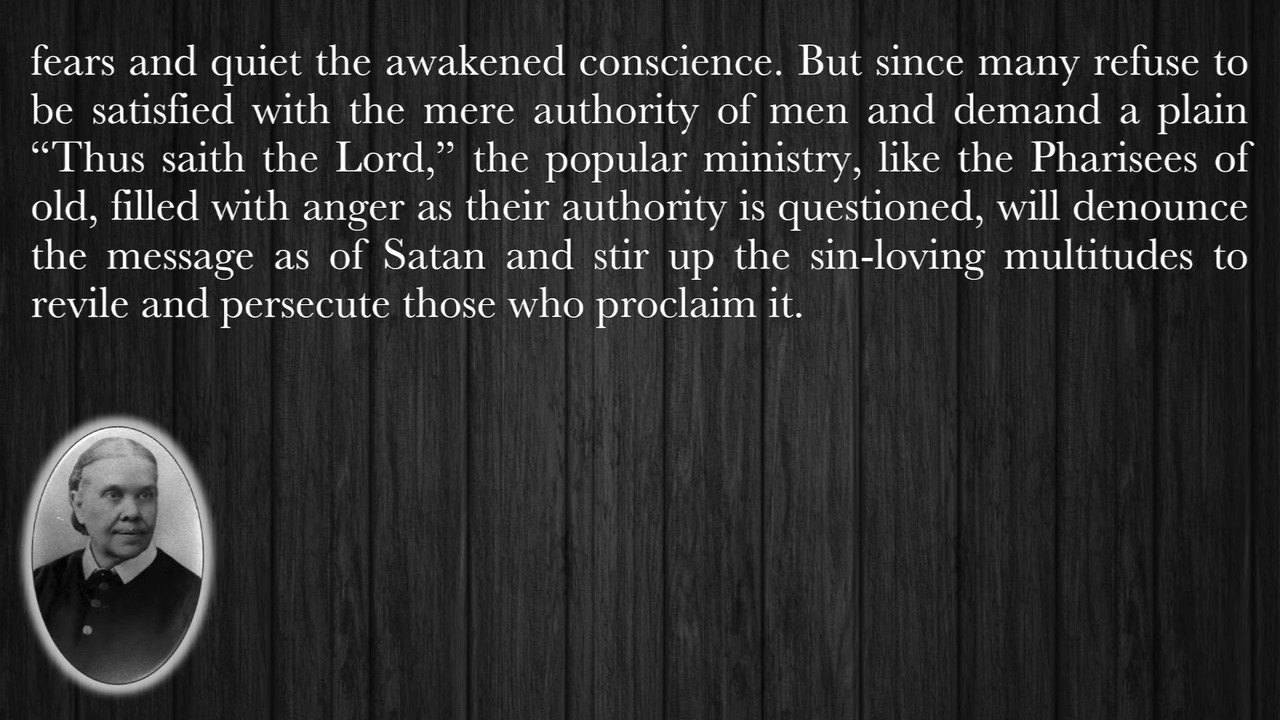 fears and quiet the awakened conscience. But since many refuse to
be satisfied with the mere authority of men and demand a plain
“Thus saith the Lord,” the popular ministry, like the Pharisees of
old, filled with anger as their authority is questioned, will denounce
the message as of Satan and stir up the sin-loving multitudes to
revile and persecute those who proclaim it.